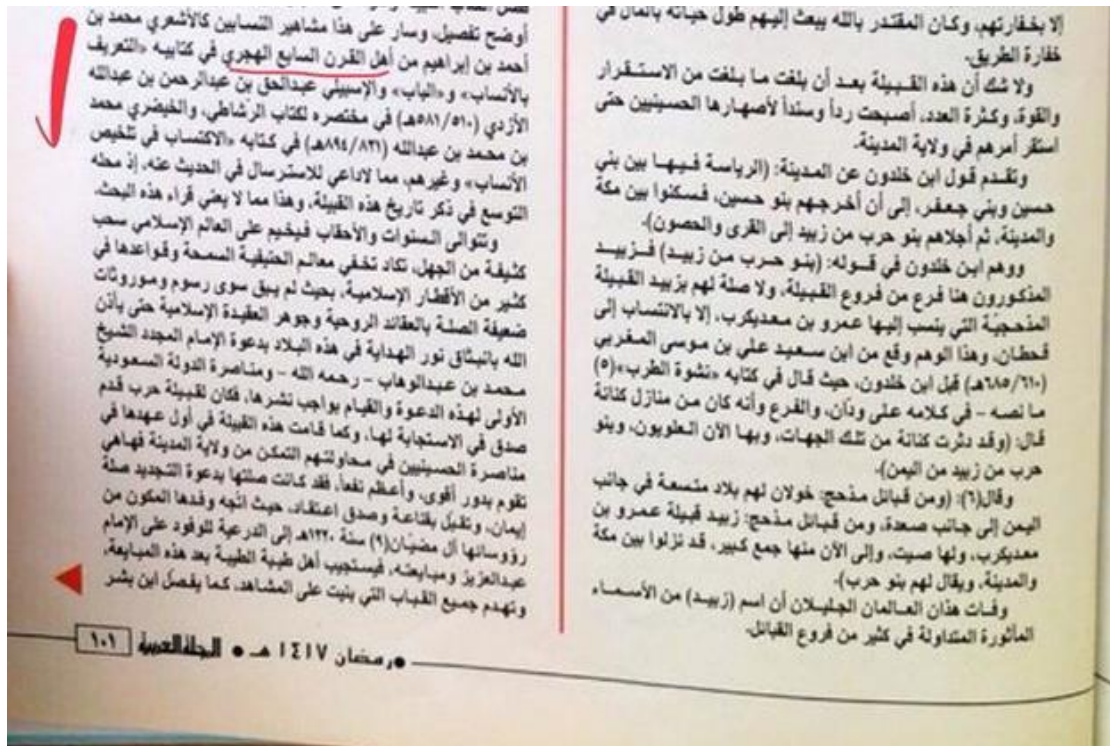 إلا بخفارتهم، وكان المقتدر بالله يبعث إليهم طول حياته بالمال في
خفارة الطريق.
ولا شك أن هذه القبيلة بعد أن بلغت ما بلغت من الاستقرار
والقوة، وكثرة العدد، أصبحت ردأ وسنداً لأصهارها الحسينيين حتى
استقر أمرهم في ولاية المدينة.
وتقدم قول ابن خلدون عن المدينة: (الرياسة فيها بين بني
حسين وبني جعفر، إلى أن أخرجهم بنو حسين، فسكنوا بين مكة
والمدينة، ثم أجلاهم بنو حرب من زبيد إلى القرى والحصون).
ووهم ابن خلدون في قوله: (بنو حرب من زبيد) فزبيد
المذكورون هنا فرع من فروع القبيلة، ولا صلة لهم بزبيد القبيلة
المذحجية التي ينسب إليها عمرو بن معديكرب، إلا بالانتساب إلى
قحطان، وهذا الوهم وقع من ابن سعيد علي بن موسى المغربي
(٦١٠/٦٨٥هـ) قبل ابن خلدون، حيث قال في كتابه «نشوة الطرب»(٥)
ما نصه - في كلامه على ودّان، والفرع وأنه كان من منازل كنانة
قال: (وقد دثرت كنانة من تلك الجهات، وبها الآن العلويون، وبنو
حرب من زبيد من اليمن).
وقال(٦): (ومن قبائل مذحج: خولان لهم بلاد متسعة في جانب
اليمن إلى جانب صعدة، ومن قبائل مذحج: زبيد قبيلة عمرو بن
معديكرب، ولها صيت، وإلى الآن منها جمع كبير، قد نزلوا بين مكة
والمدينة، ويقال لهم بنو حرب).
وفات هذان العالمان الجليلان أن اسم (زبيد) من الأسماء
المأثورة المتداولة في كثير من فروع القبائل.
أوضح تفصيل، وسار على هذا مشاهير النسابين كالأشعري محمد بن
أحمد بن إبراهيم من أهل القرن السابع الهجري في كتابيه «التعريف
بالأنساب» و«الباب» والإسبيلي عبدالحق بن عبدالرحمن بن عبدالله
الأزدي (٥١٠/٥٨١هـ) في مختصره لكتاب الرشاطي، والخيضري محمد
بن محمد بن عبدالله (٨٢١/٨٩٤هـ) في كتابه «الاكتساب في تلخيص
الأنساب» وغيرهم، مما لاداعي للاسترسال في الحديث عنه، إذ محله
التوسع في ذكر تاريخ هذه القبيلة، وهذا مما لا يعني قراء هذه البحث.
وتتوالى السنوات والأحقاب فيخيم على العالم الإسلامي سحب
كثيفة من الجهل، تكاد تخفي معالم الحنيفية السمحة وقواعدها في
كثير من الأقطار الإسلامية، بحيث لم يبق سوى رسوم وموروثات
ضعيفة الصلة بالعقائد الروحية وجوهر العقيدة الإسلامية حتى يأذن
الله بانبثاق نور الهداية في هذه البلاد بدعوة الإمام المجدد الشيخ
محمد بن عبدالوهاب - رحمه الله - ومناصرة الدولة السعودية
الأولى لهذة الدعوة والقيام بواجب نشرها، فكان لقبيلة حرب قدم
صدق في الاستجابة لها، وكما قامت هذه القبيلة في أول عهدها في
مناصرة الحسينيين في محاولتهم التمكن من ولاية المدينة فهاهي
تقوم بدور أقوى، وأعظم نفعاً، فقد كانت صلتها بدعوة التجديد صلة
إيمان، وتقبّل بقناعة وصدق اعتقاد، حيث اتجه وفدها المكون من
رؤوسائها آل مضيّان(٩) سنة ١٢٢٠هـ إلى الدرعية للوفود على الإمام
عبدالعزيز ومبايعته، فيستجيب أهل طيبة الطيبة بعد هذه المبايعة،
وتهدم جميع القباب التي بنيت على المشاهد، كما يفصل ابن بشر
رمضان ١٤١٧ هـ ● المجلة العربية ١٠١